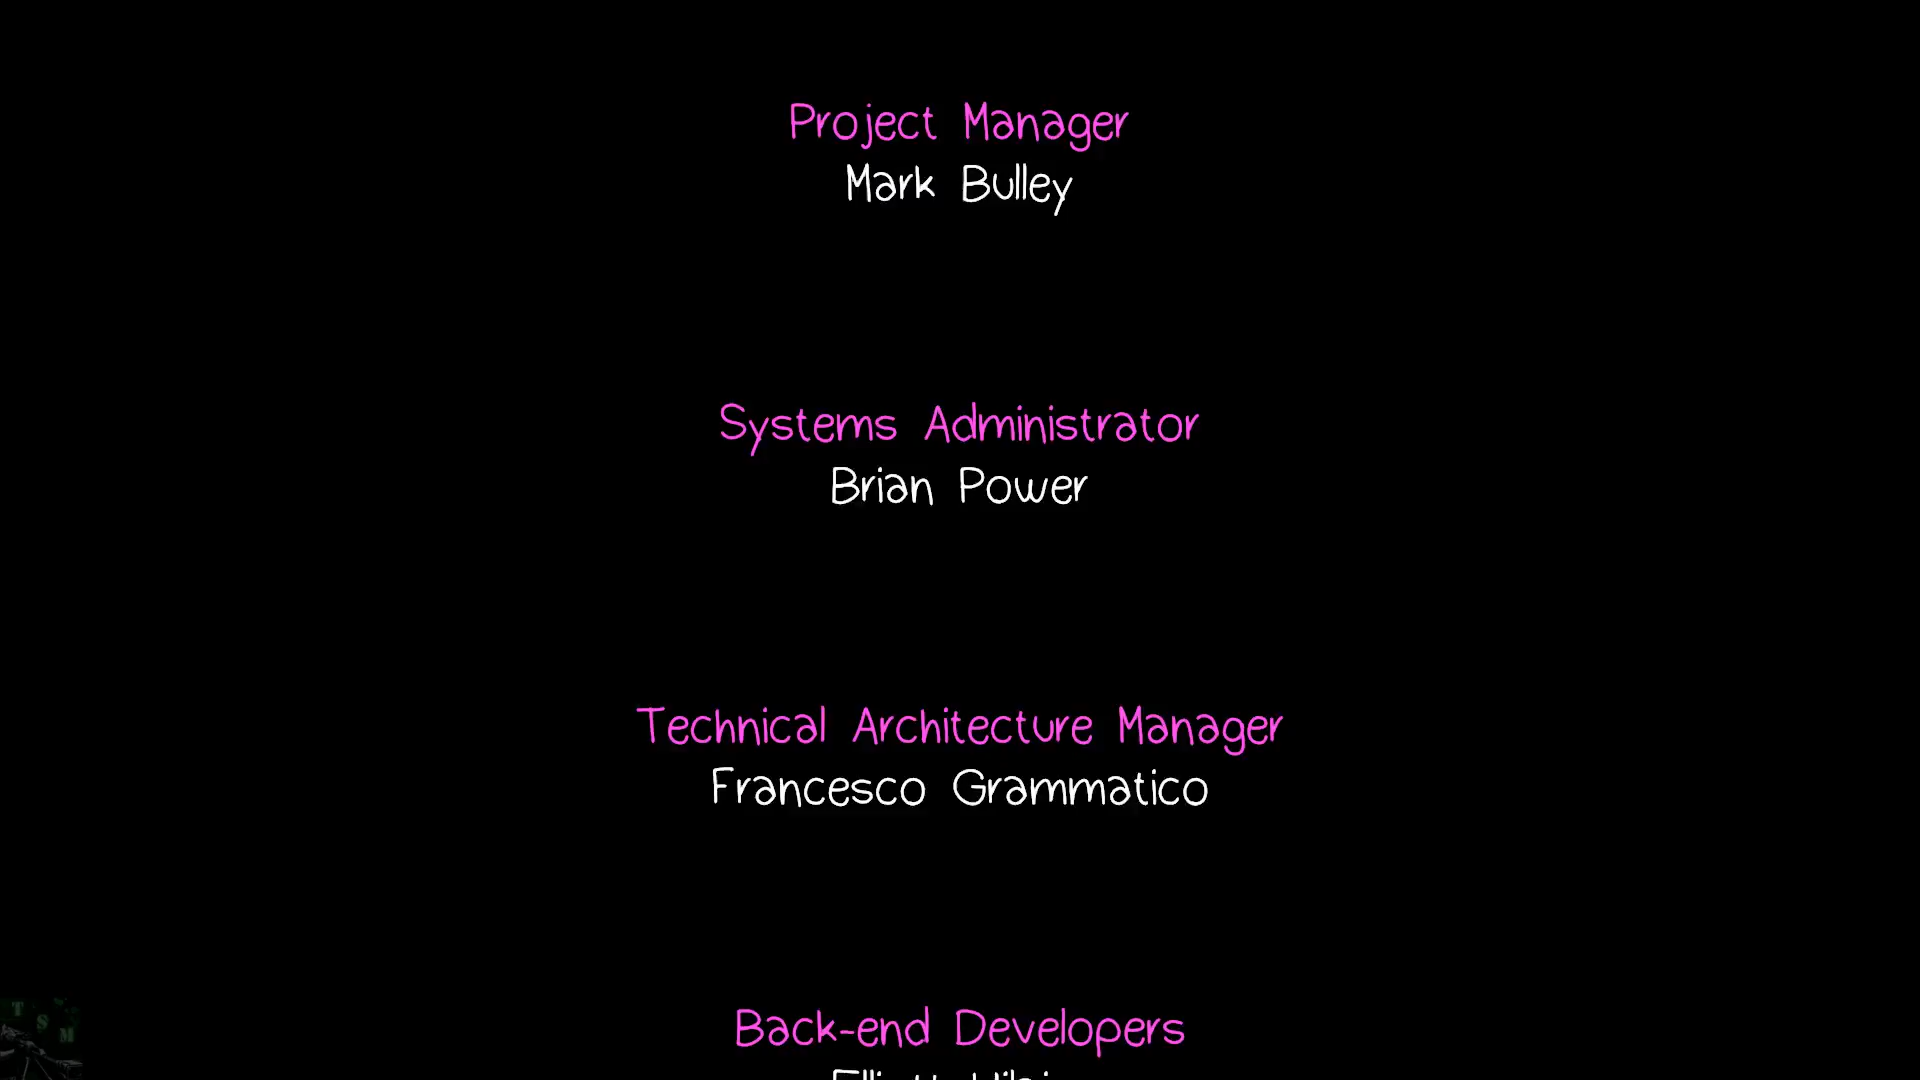 Project Manager
Mark Bulley
Systems Administrator
Brian Power
Technical Architecture Manager
Francesco Grammatico
Back-end Developers
T S M